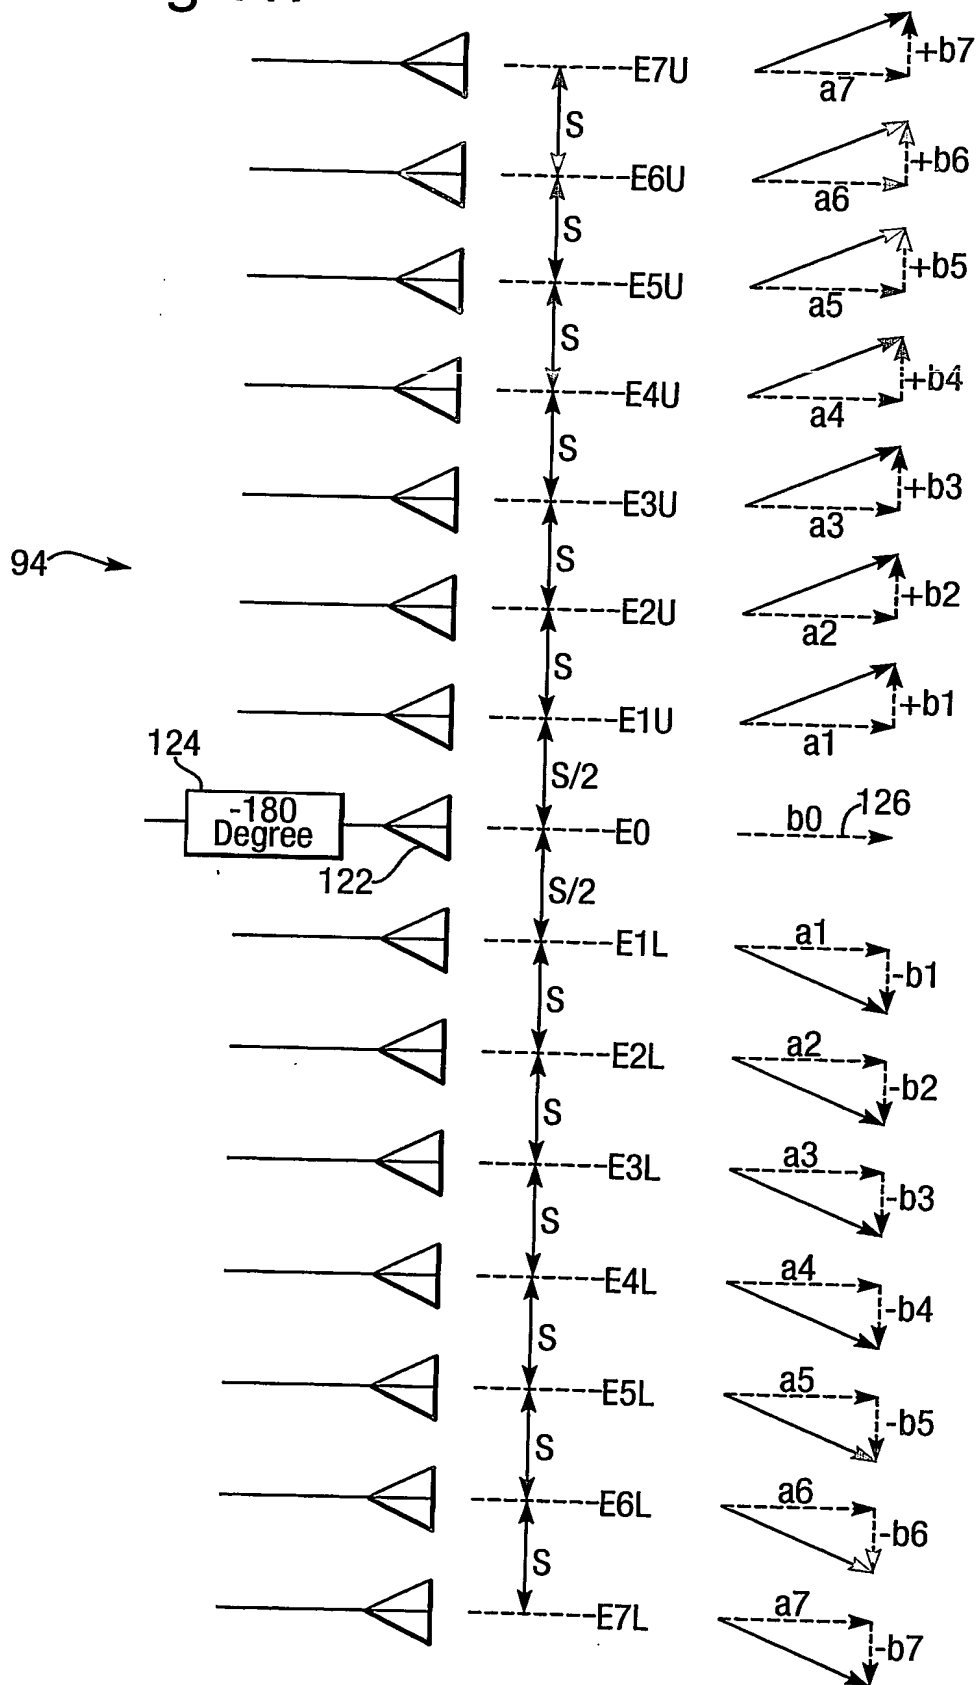 E7U +b7
a7
S
E6U +b6
a6
S
E5U +b5
a5
S
E4U +b4
a4
S
E3U +b3
a3
94
S
E2U +b2
a2
S
E1U +b1
a1
124
S/2
-180
Degree
E0 b0 126
122
S/2
E1L a1
-b1
S
E2L a2
-b2
S
E3L a3
-b3
S
E4L a4
-b4
S
E5L a5
-b5
S
E6L a6
-b6
S
E7L a7
-b7